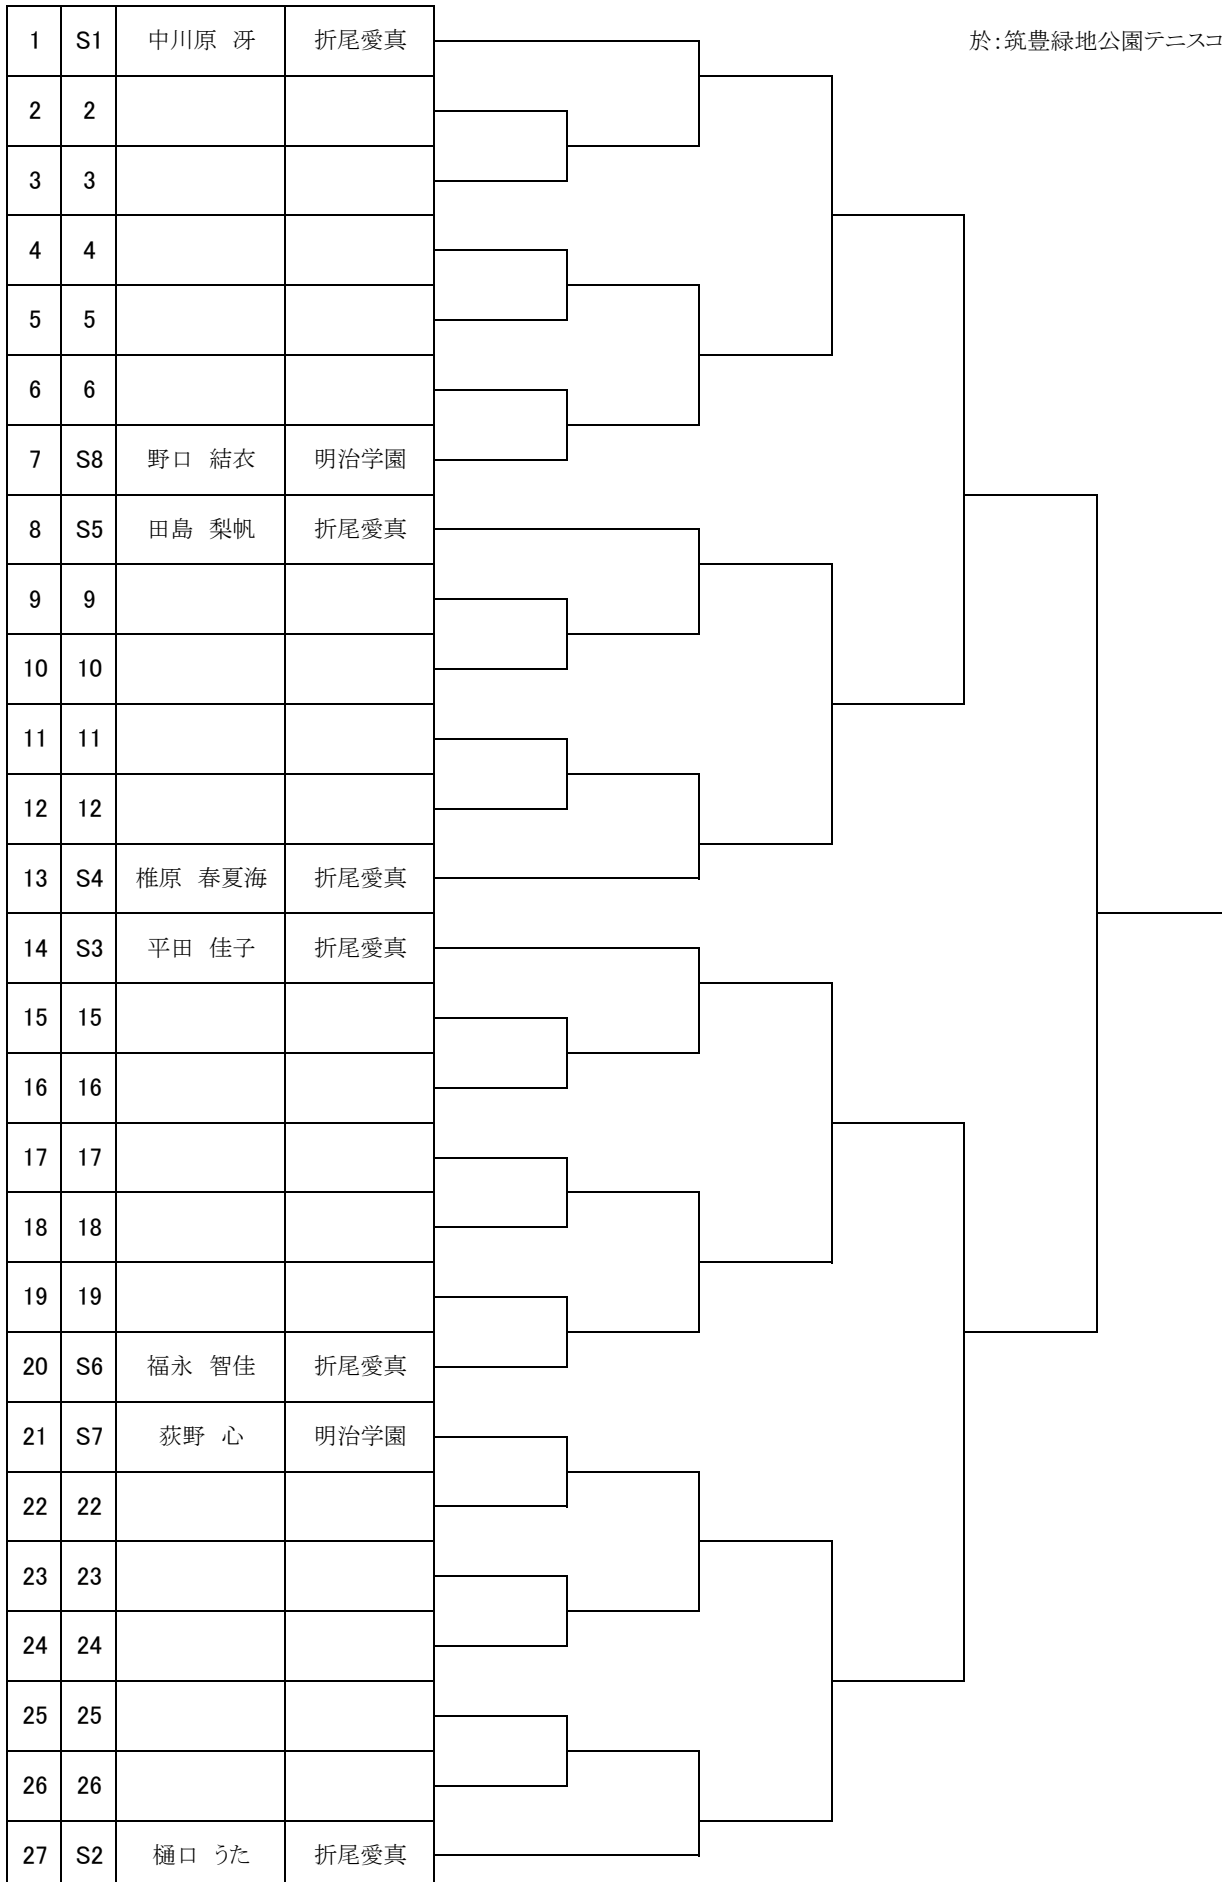 於:筑豊緑地公園テニスコ
1 S1 中川原 冴 折尾愛真
2 2
3 3
4 4
5 5
6 6
7 S8 野口 結衣 明治学園
8 S5 田島 梨帆 折尾愛真
9 9
10 10
11 11
12 12
13 S4 椎原 春夏海 折尾愛真
14 S3 平田 佳子 折尾愛真
15 15
16 16
17 17
18 18
19 19
20 S6 福永 智佳 折尾愛真
21 S7 荻野 心 明治学園
22 22
23 23
24 24
25 25
26 26
27 S2 樋口 うた 折尾愛真